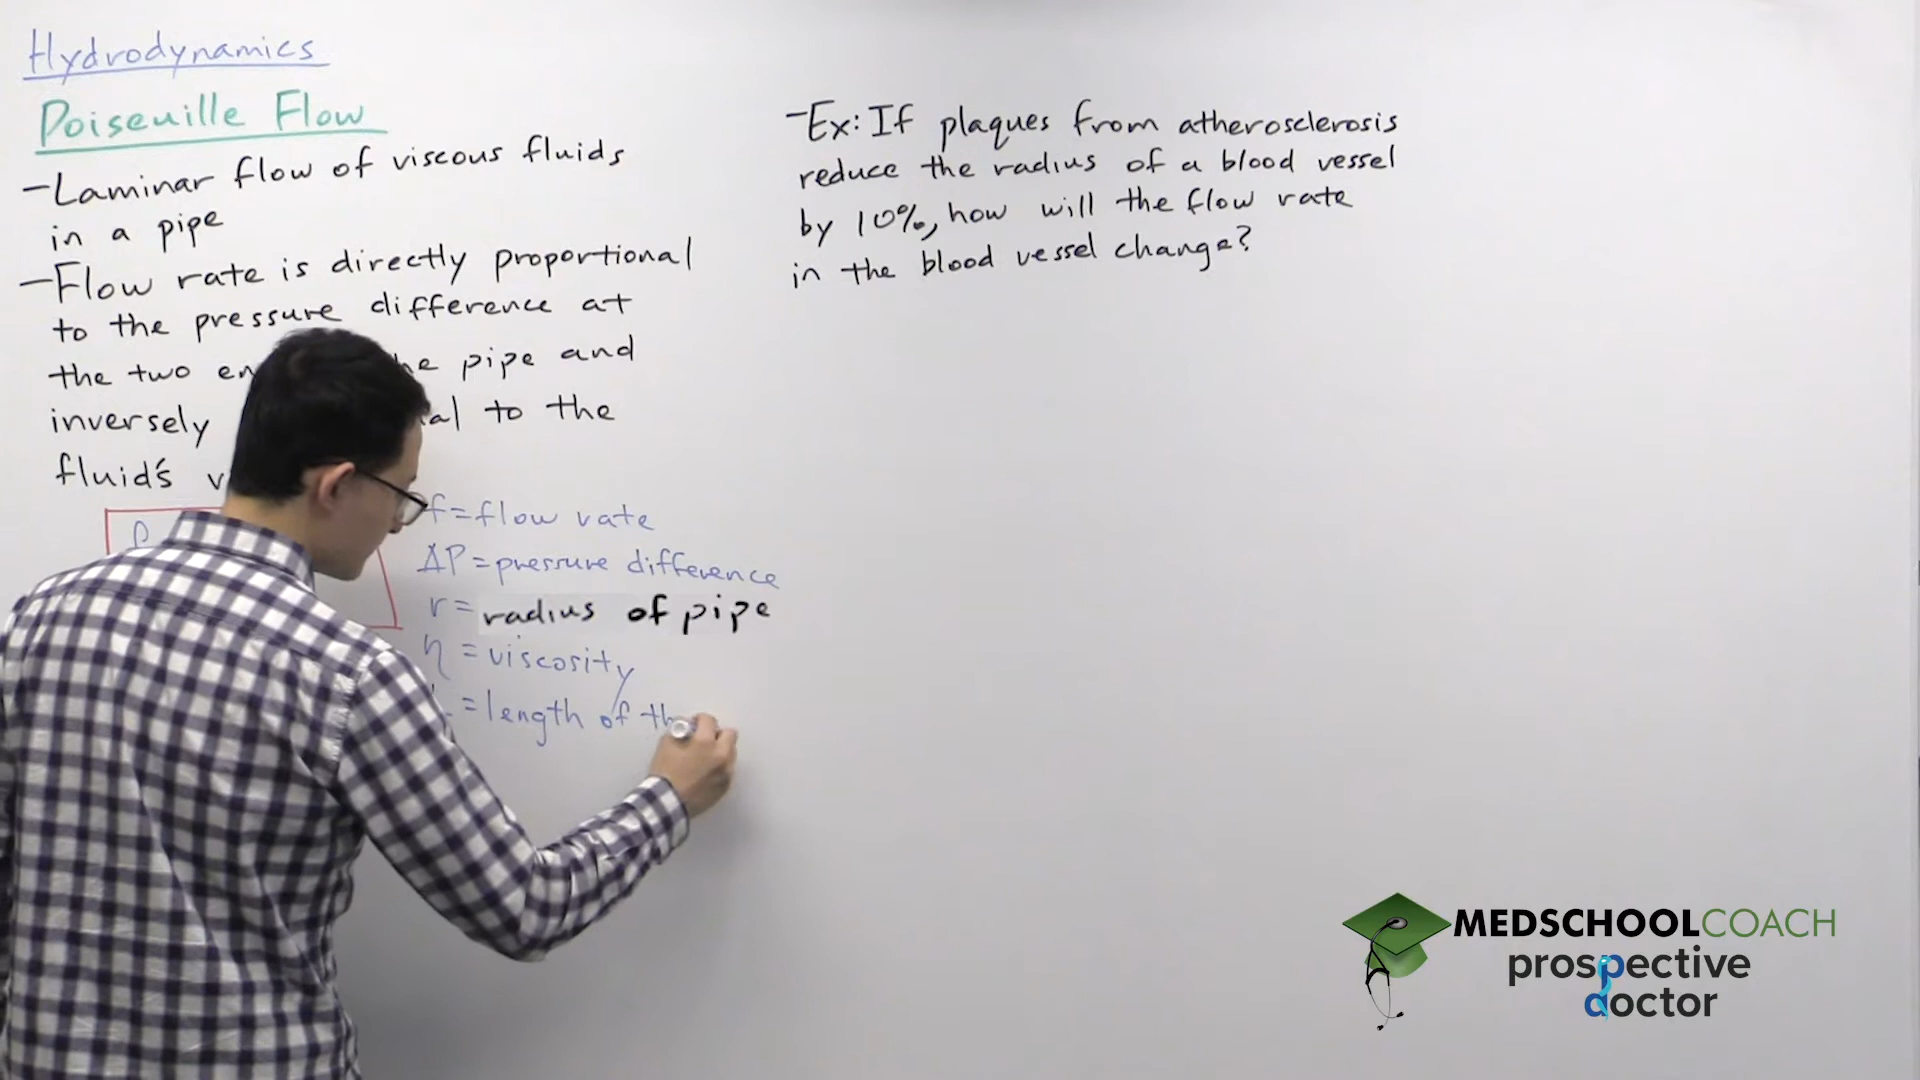 Hydrodynamics
Poiseuille Flow
-Laminar flow of viscous fluids
in a pipe
-Flow rate is directly proportional
to the pressure difference at
the two pipe and
inversely to the
fluid's
f=flow rate
ΔP=pressure difference
r=radius of pipe
η=viscosity
=length of
-Ex: If plaques from atherosclerosis
reduce the radius of a blood vessel
by 10%, how will the flow rate
in the blood vessel change?
MEDSCHOOLCOACH
prospective
doctor